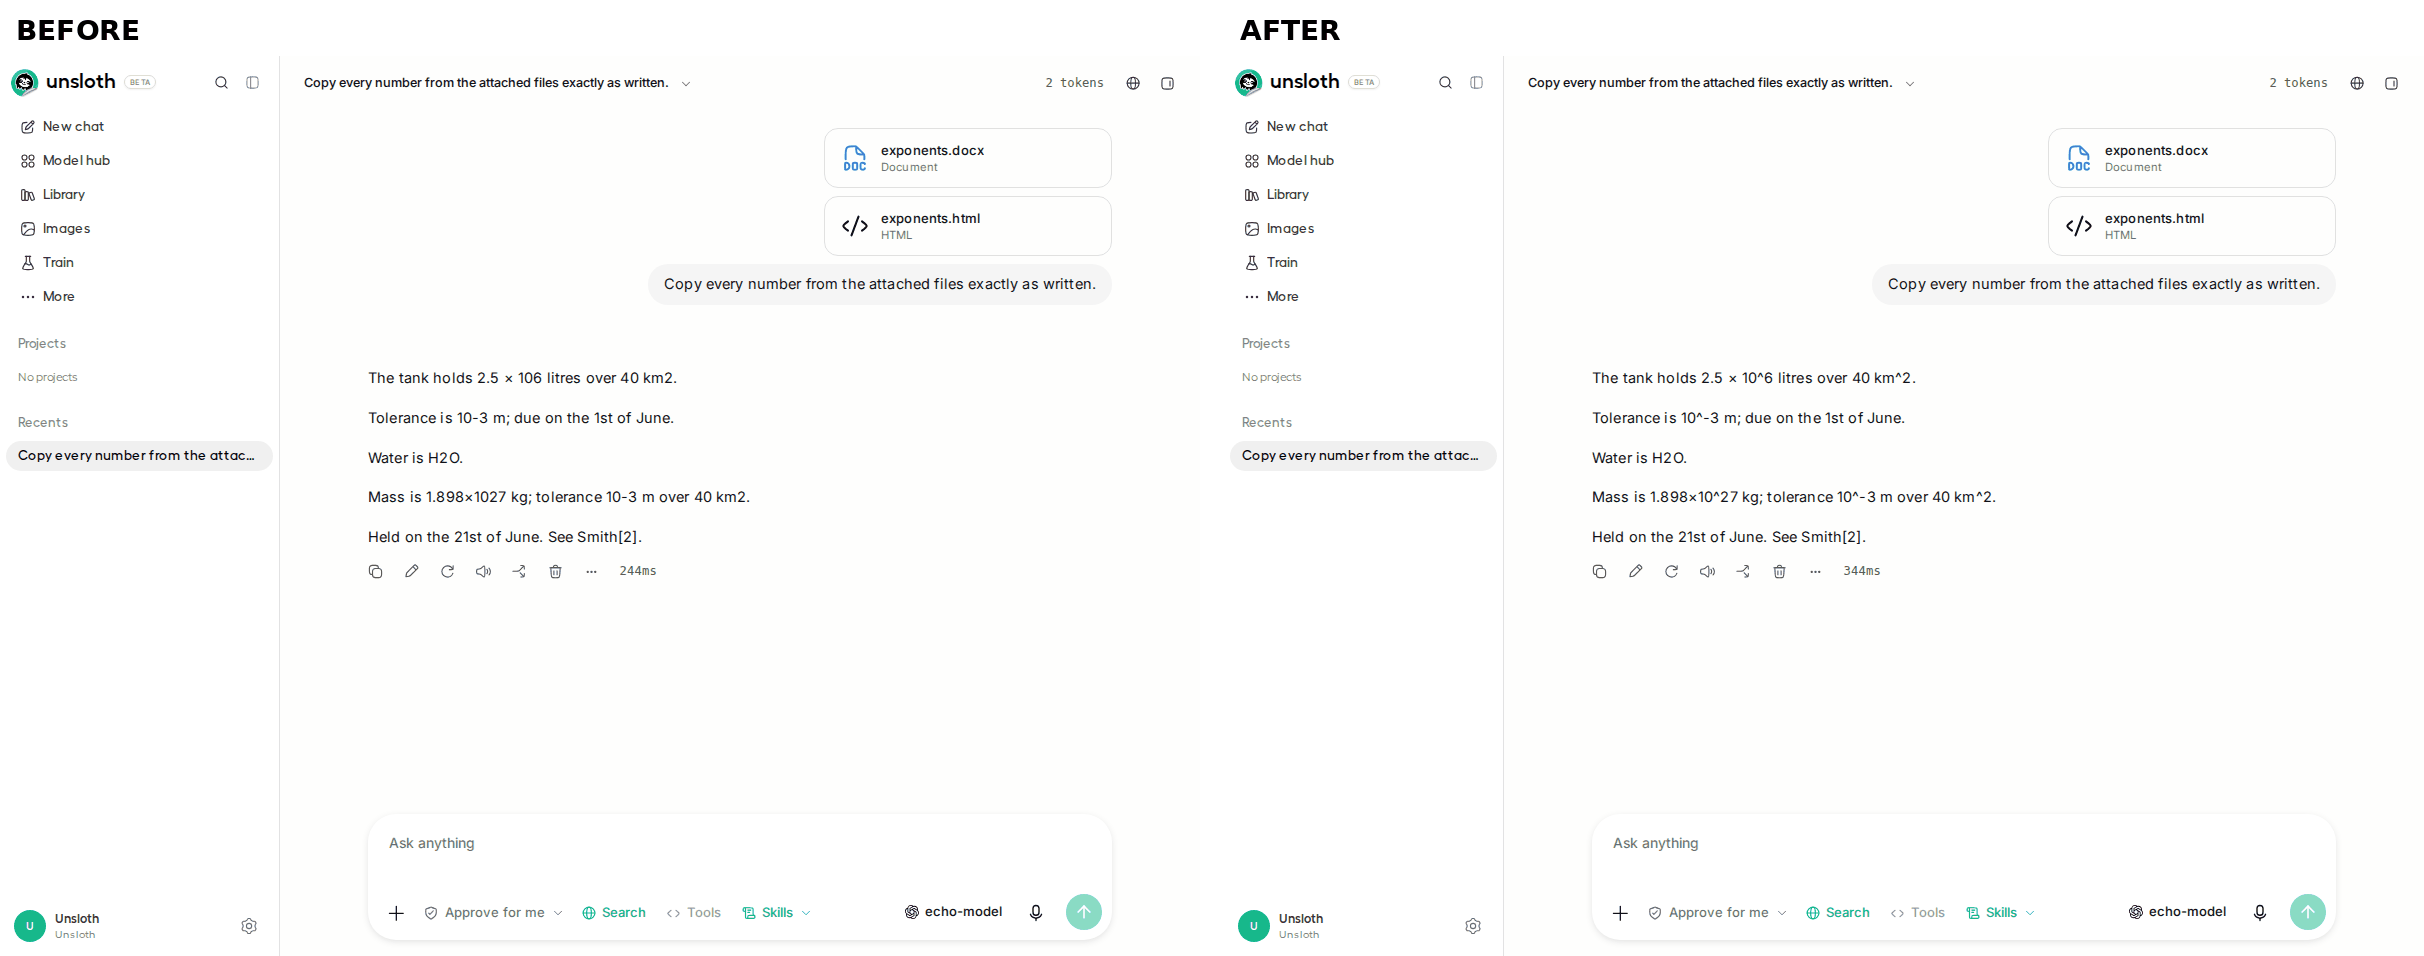 BEFORE
unsloth BETA
New chat
Model hub
Library
Images
Train
More
Projects
No projects
Recents
Copy every number from the attac...
Unsloth
Unsloth
U
Copy every number from the attached files exactly as written.
2 tokens
exponents.docx
Document
DOC
exponents.html
HTML
Copy every number from the attached files exactly as written.
The tank holds 2.5 × 106 litres over 40 km2.
Tolerance is 10-3 m; due on the 1st of June.
Water is H2O.
Mass is 1.898×1027 kg; tolerance 10-3 m over 40 km2.
Held on the 21st of June. See Smith[2].
244ms
Ask anything
Approve for me Search Tools Skills echo-model
AFTER
unsloth BETA
New chat
Model hub
Library
Images
Train
More
Projects
No projects
Recents
Copy every number from the attac...
Unsloth
Unsloth
U
Copy every number from the attached files exactly as written.
2 tokens
exponents.docx
Document
DOC
exponents.html
HTML
Copy every number from the attached files exactly as written.
The tank holds 2.5 × 10^6 litres over 40 km^2.
Tolerance is 10^-3 m; due on the 1st of June.
Water is H2O.
Mass is 1.898×10^27 kg; tolerance 10^-3 m over 40 km^2.
Held on the 21st of June. See Smith[2].
344ms
Ask anything
Approve for me Search Tools Skills echo-model